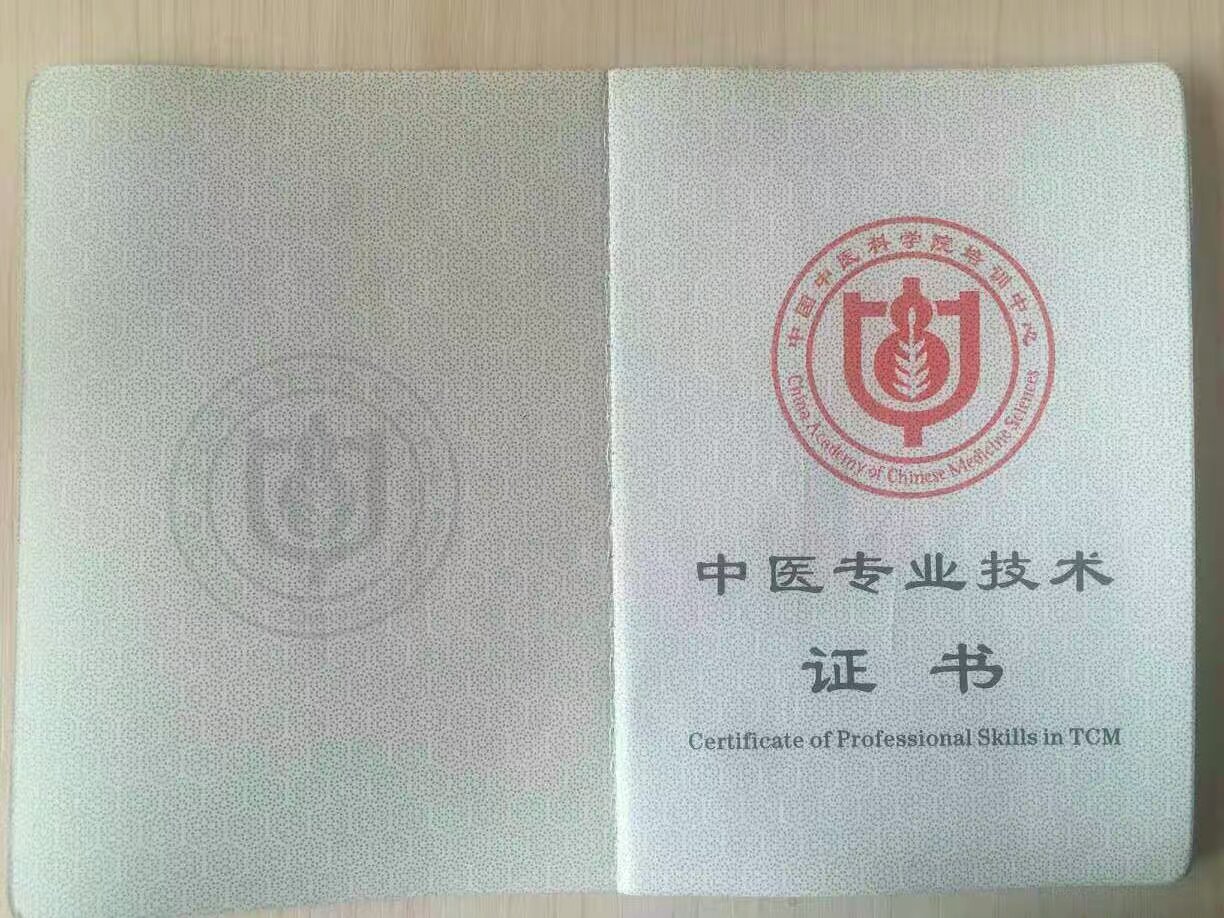 中国中医科学院培训中心
China Academy of Chinese Medicine Sciences
中医专业技术
证书
Certificate of Professional Skills in TCM